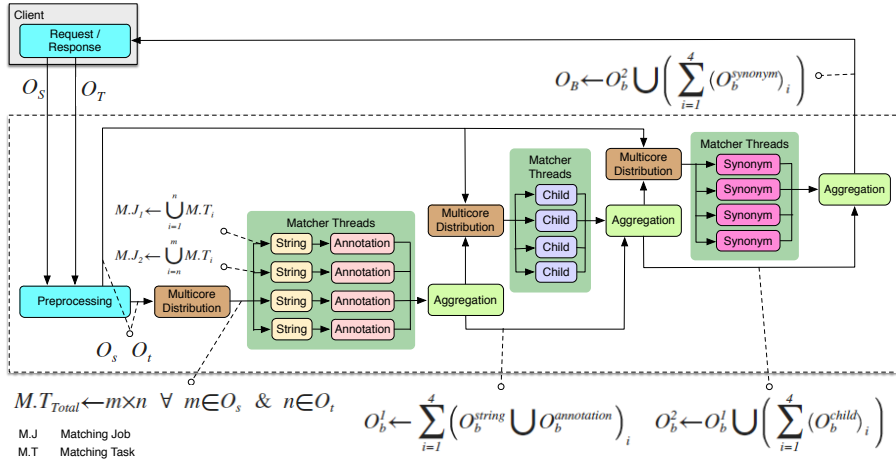 Client
Request /
Response
O_S O_T
O_B ← O_b^2 ⋃ ( ∑_{i=1}^{4} ⟨O_b^{synonym}⟩_i )
Matcher Threads
Multicore
Distribution
Synonym
Synonym
Synonym
Synonym
Aggregation
Matcher
Threads
Child
Child
Child
Child
Multicore
Distribution
Aggregation
M.J_1 ← ⋃_{i=1}^{n} M.T_i
M.J_2 ← ⋃_{i=n}^{m} M.T_i
Matcher Threads
String Annotation
String Annotation
String Annotation
String Annotation
Preprocessing
Multicore
Distribution
Aggregation
O_s O_t
M.T_{Total} ← m×n ∀ m∈O_s & n∈O_t
O_b^1 ← ∑_{i=1}^{4} ( O_b^{string} ⋃ O_b^{annotation} )_i
O_b^2 ← O_b^1 ⋃ ( ∑_{i=1}^{4} ⟨O_b^{child}⟩_i )
M.J Matching Job
M.T Matching Task